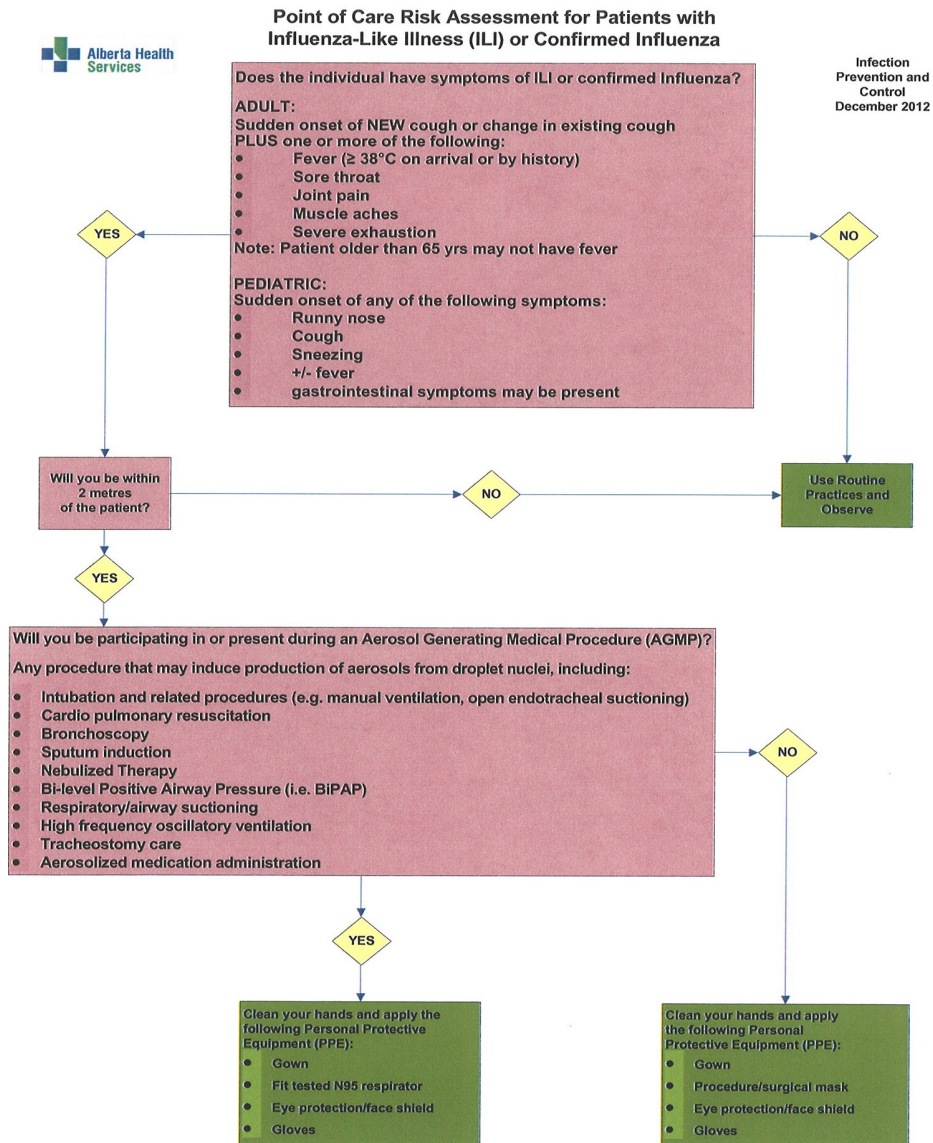 Point of Care Risk Assessment for Patients with
Influenza-Like Illness (ILI) or Confirmed Influenza
Alberta Health
Services
Infection
Prevention and
Control
December 2012
Does the individual have symptoms of ILI or confirmed Influenza?
ADULT:
Sudden onset of NEW cough or change in existing cough
PLUS one or more of the following:
● Fever (≥ 38°C on arrival or by history)
● Sore throat
● Joint pain
● Muscle aches
● Severe exhaustion
Note: Patient older than 65 yrs may not have fever
PEDIATRIC:
Sudden onset of any of the following symptoms:
● Runny nose
● Cough
● Sneezing
● +/- fever
● gastrointestinal symptoms may be present
YES
NO
Will you be within
2 metres
of the patient?
NO
Use Routine
Practices and
Observe
YES
Will you be participating in or present during an Aerosol Generating Medical Procedure (AGMP)?
Any procedure that may induce production of aerosols from droplet nuclei, including:
● Intubation and related procedures (e.g. manual ventilation, open endotracheal suctioning)
● Cardio pulmonary resuscitation
● Bronchoscopy
● Sputum induction
● Nebulized Therapy
● Bi-level Positive Airway Pressure (i.e. BiPAP)
● Respiratory/airway suctioning
● High frequency oscillatory ventilation
● Tracheostomy care
● Aerosolized medication administration
NO
YES
Clean your hands and apply the
following Personal Protective
Equipment (PPE):
● Gown
● Fit tested N95 respirator
● Eye protection/face shield
● Gloves
Clean your hands and apply
the following Personal
Protective Equipment (PPE):
● Gown
● Procedure/surgical mask
● Eye protection/face shield
● Gloves